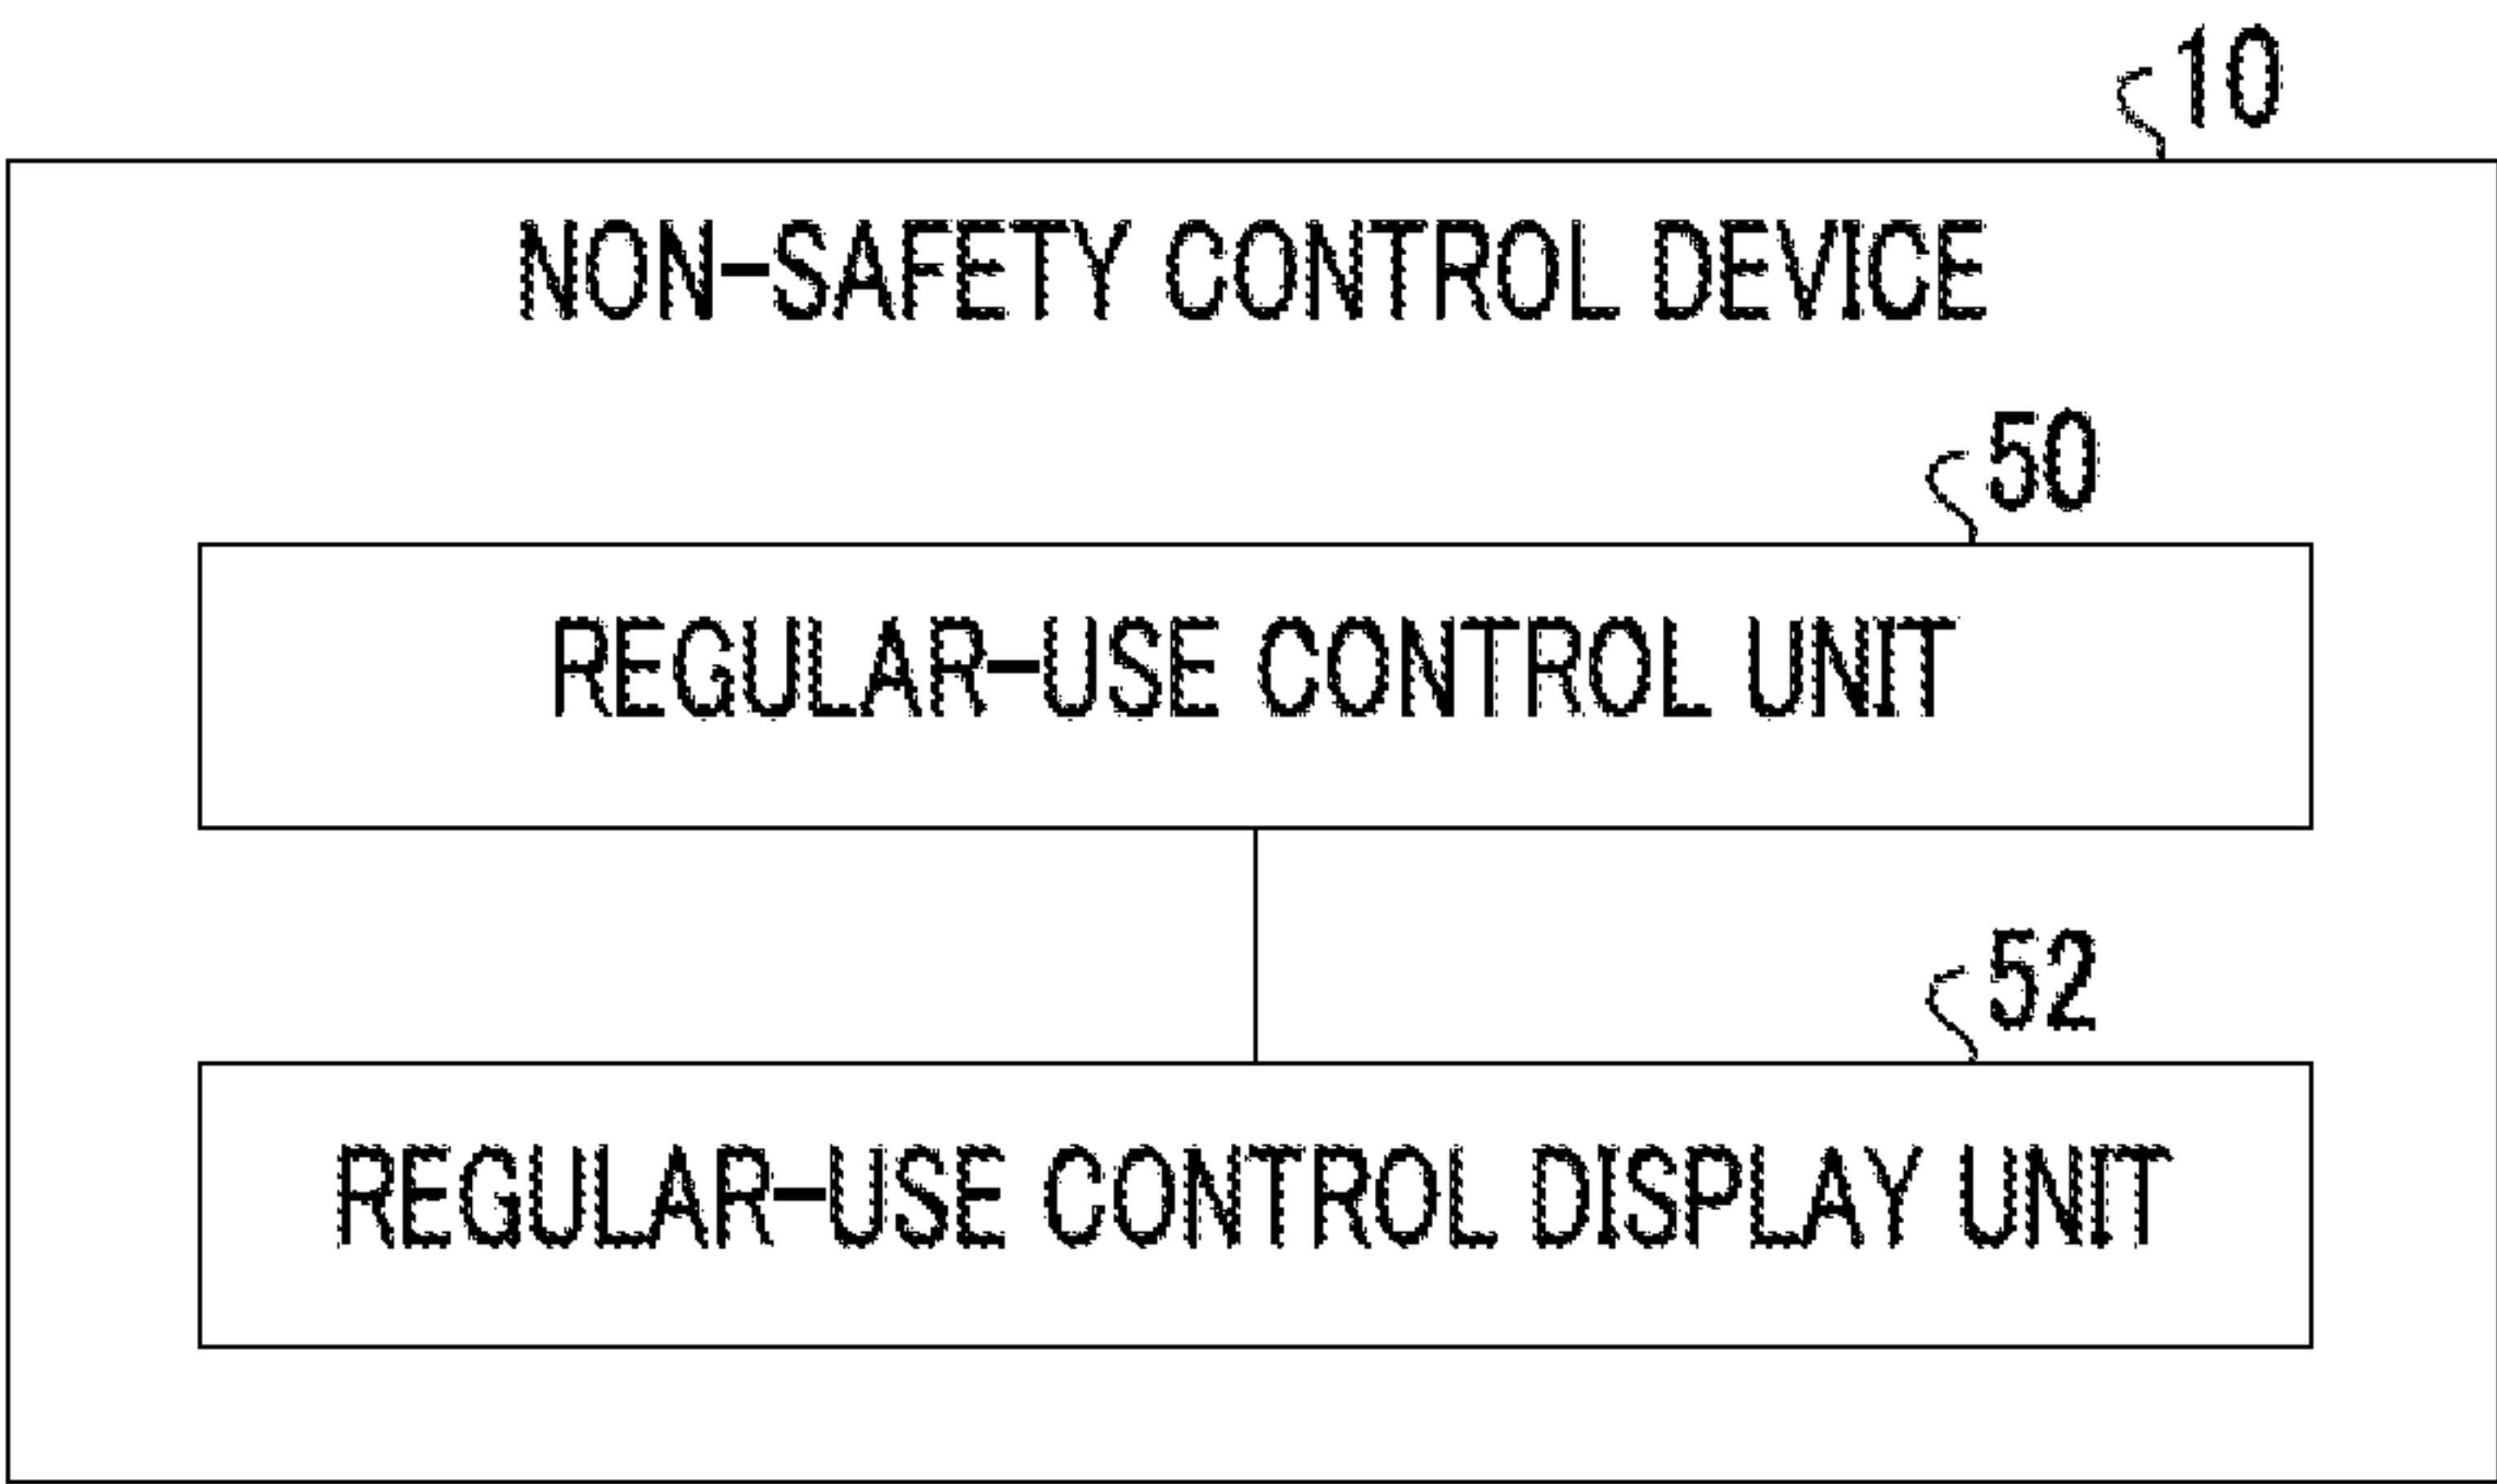 10
NON-SAFETY CONTROL DEVICE
50
REGULAR-USE CONTROL UNIT
52
REGULAR-USE CONTROL DISPLAY UNIT